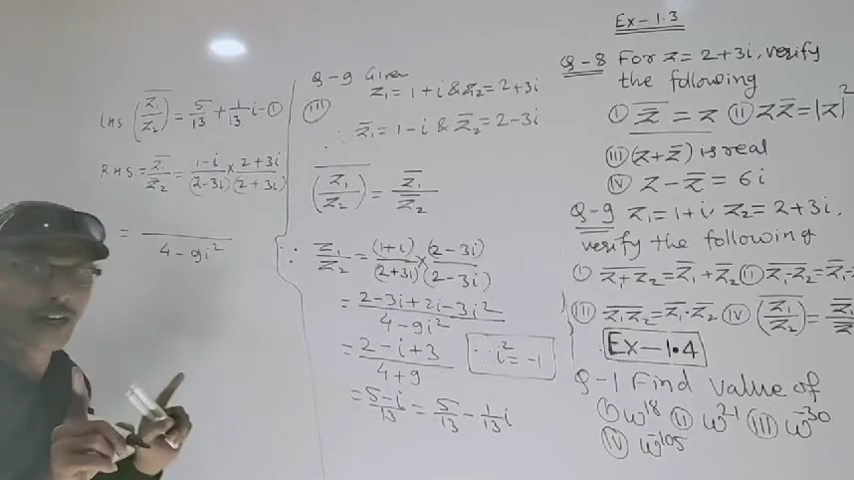 L.H.S (z̅₁̅/z̅₂̅) = 5/13 + 1/13 i - ①
R.H.S. = z̅₁/z̅₂ = (1-i)/(2-3i) × (2+3i)/(2+3i)
= ――― / 4-9i²
Q-9 Given
Ⓘⓘⓘ z₁ = 1+i & z₂ = 2+3i
∴ z̅₁ = 1-i & z̅₂ = 2-3i
(z₁/z₂)‾ = z̅₁/z̅₂
∴ z₁/z₂ = (1+i)/(2+3i) × (2-3i)/(2-3i)
= (2-3i+2i-3i²)/(4-9i²)
= (2-i+3)/(4+9) ∵ i² = -1
= (5-i)/13 = 5/13 - 1/13 i
Ex-1.3
Q-8 For z = 2+3i, verify
the following
(i) z̿ = z (ii) zz̅ = |z|²
(iii) (z+z̅) is real
(iv) z - z̅ = 6i
Q-9 z₁ = 1+i, z₂ = 2+3i,
verify the following
(i) z₁+z₂‾ = z̅₁+z̅₂ (ii) z₁-z₂‾ = z̅₁-z̅
(iii) z₁z₂‾ = z̅₁·z̅₂ (iv) (z₁/z₂)‾ = z̅₁/z̅₂
Ex-1.4
Q-1 Find value of
(i) ω¹⁸ (ii) ω²¹ (iii) ω⁻³⁰
(iv) ω⁻¹⁰⁵